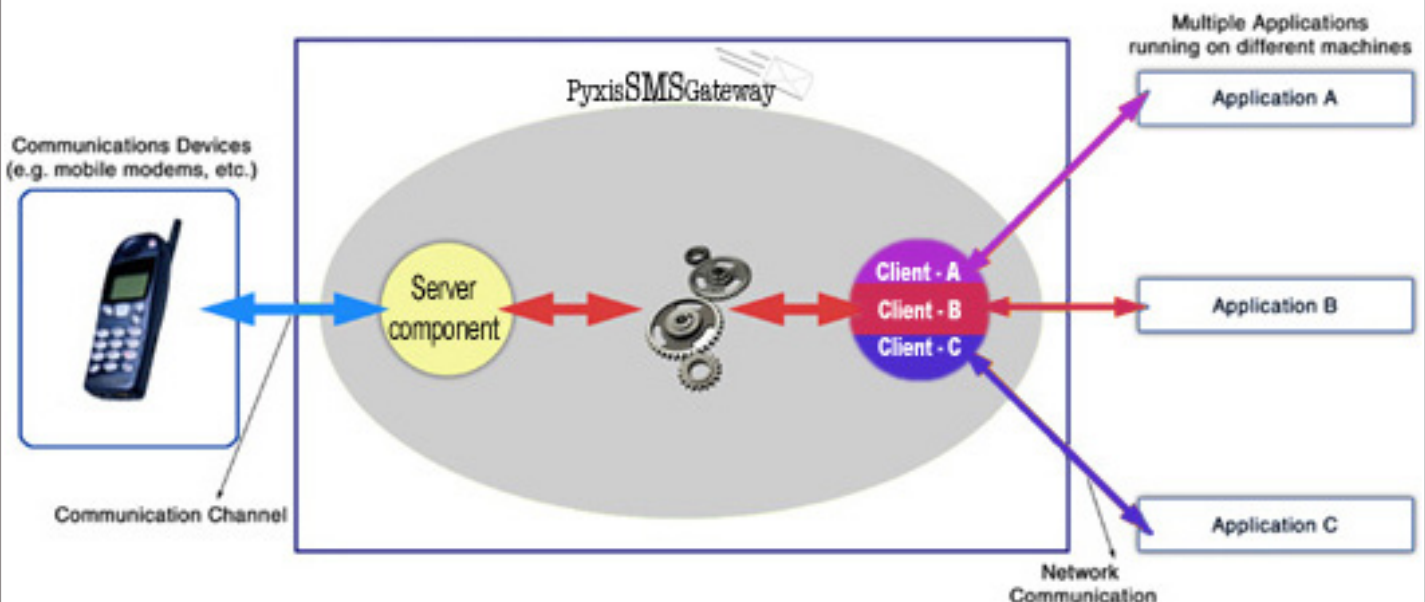 Multiple Applications
running on different machines
PyxisSMSGateway
Application A
Communications Devices
(e.g. mobile modems, etc.)
Server
component
Client - A
Client - B
Client - C
Application B
Communication Channel
Application C
Network
Communication